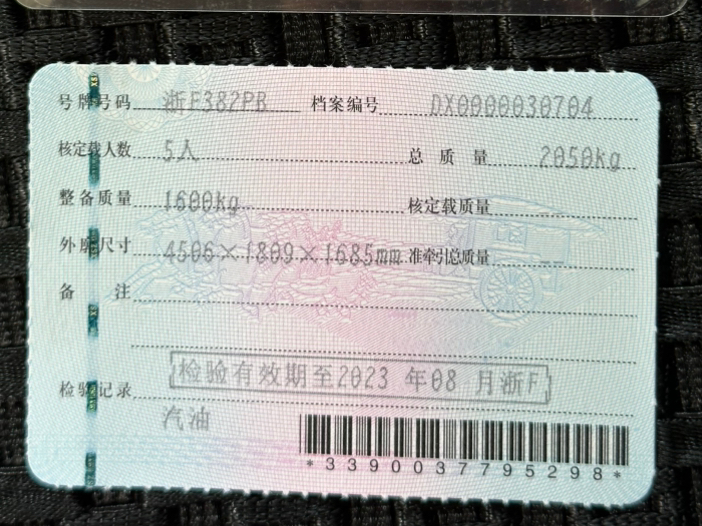 号牌号码 浙F382PB 档案编号 DX0000030704
核定载人数 5人 总质量 2050kg
整备质量 1600kg 核定载质量
外廓尺寸 4506×1809×1685mm 准牵引总质量
备注
检验有效期至2023年08月浙F
检验记录
汽油
*3390037795298*